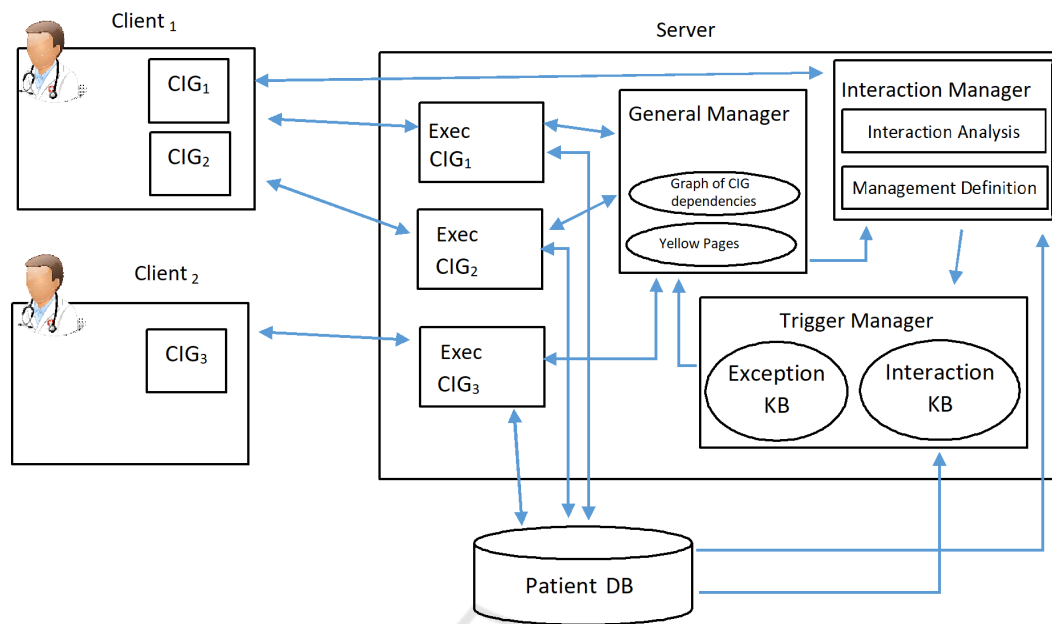 Client 1
CIG1
CIG2
Client 2
CIG3
Server
Exec
CIG1
Exec
CIG2
Exec
CIG3
General Manager
Graph of CIG
dependencies
Yellow Pages
Interaction Manager
Interaction Analysis
Management Definition
Trigger Manager
Exception
KB
Interaction
KB
Patient DB